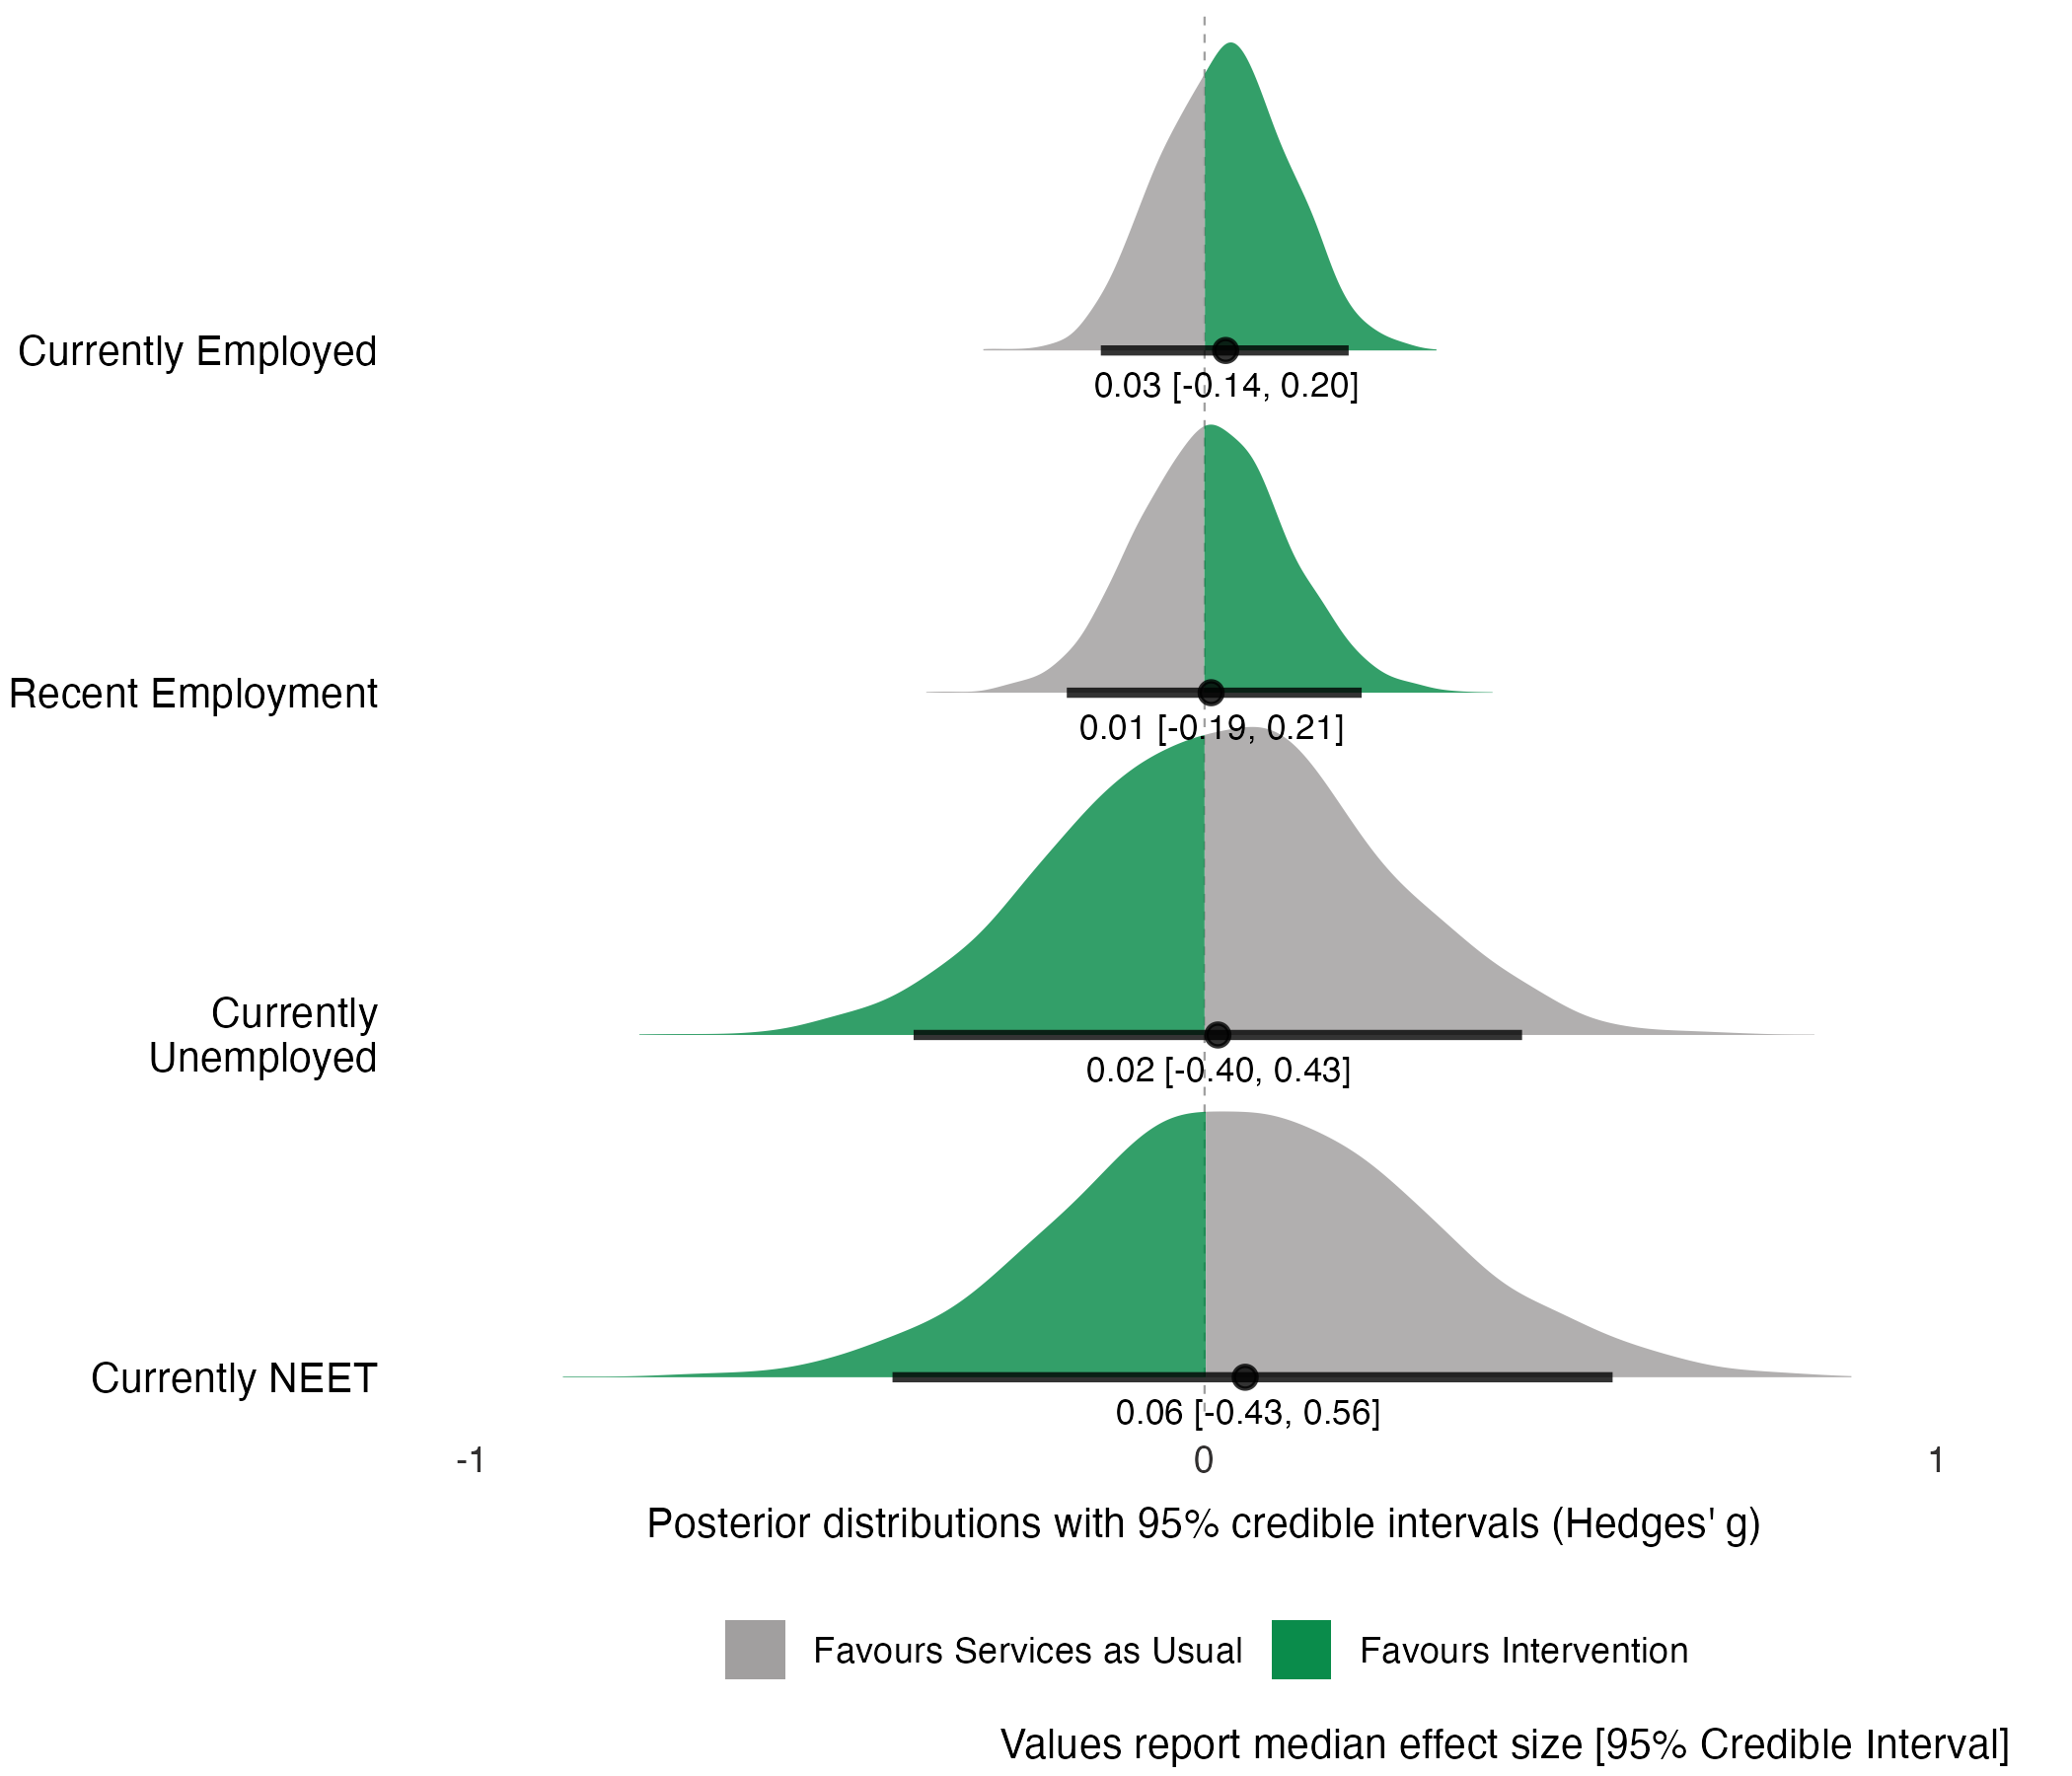 Currently Employed
0.03 [-0.14, 0.20]
Recent Employment
0.01 [-0.19, 0.21]
Currently
Unemployed
0.02 [-0.40, 0.43]
Currently NEET
0.06 [-0.43, 0.56]
-1 0 1
Posterior distributions with 95% credible intervals (Hedges' g)
Favours Services as Usual Favours Intervention
Values report median effect size [95% Credible Interval]